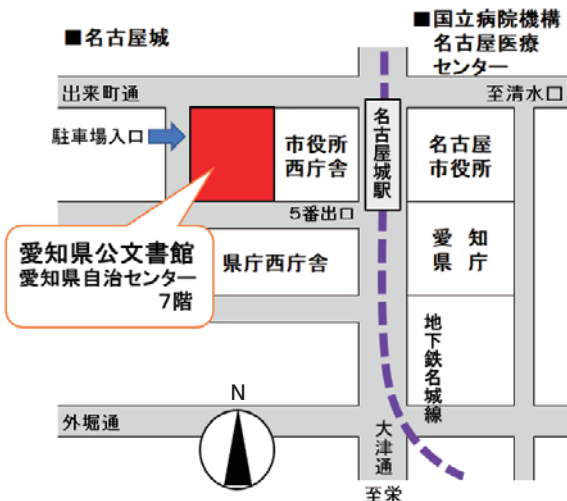 ■名古屋城
■国立病院機構
名古屋医療
センター
出来町通
至清水口
駐車場入口
市役所
西庁舎
名古屋城駅
名古屋
市役所
5番出口
愛知県公文書館
愛知県自治センター
7階
県庁西庁舎
愛知
県庁
地下鉄名城線
N
外堀通
大津通
至栄